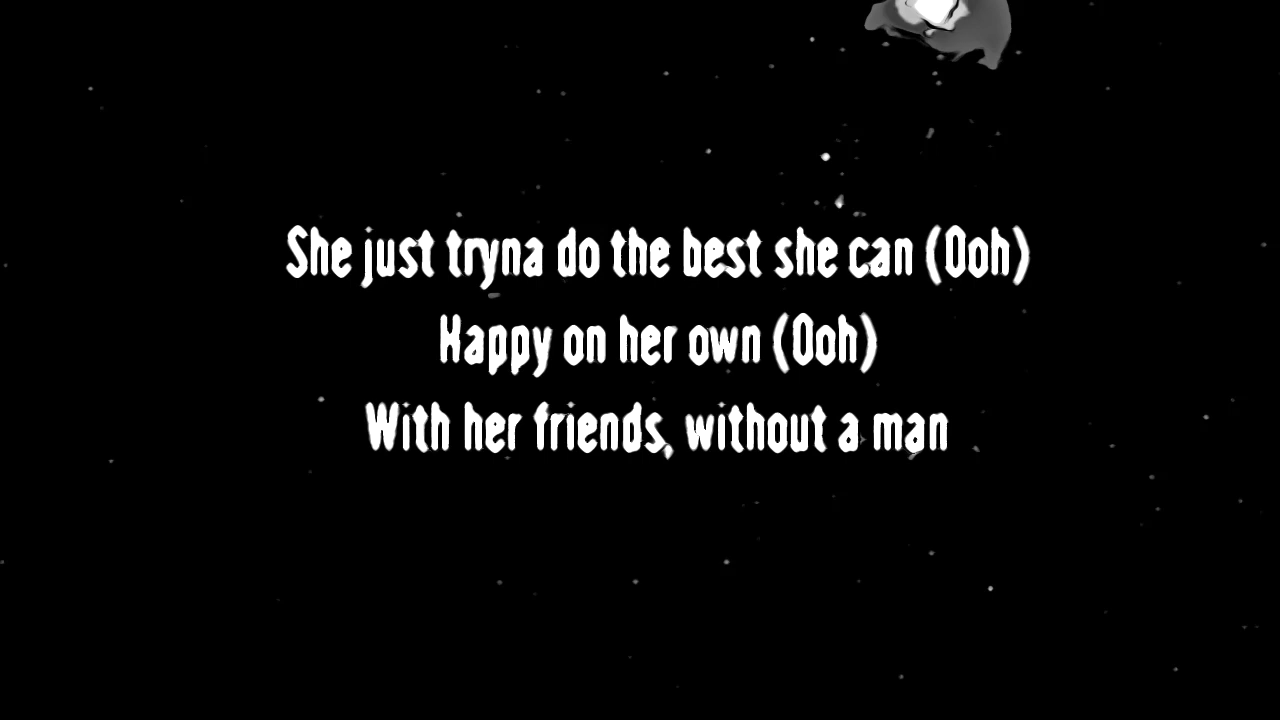 She just tryna do the best she can (Ooh)
Happy on her own (Ooh)
With her friends, without a man